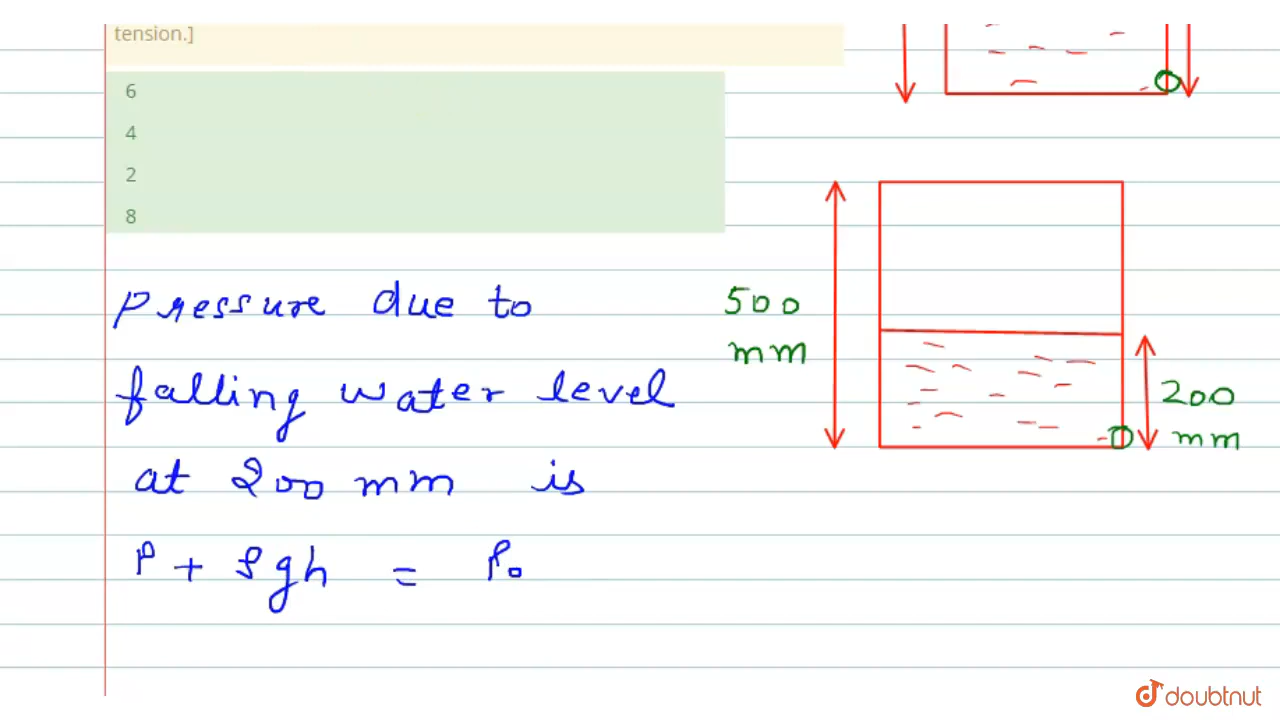 tension.]
6
4
2
8
Pressure due to
falling water level
at 200 mm is
P + ρgh = P₀
500
mm
200
mm
doubtnut